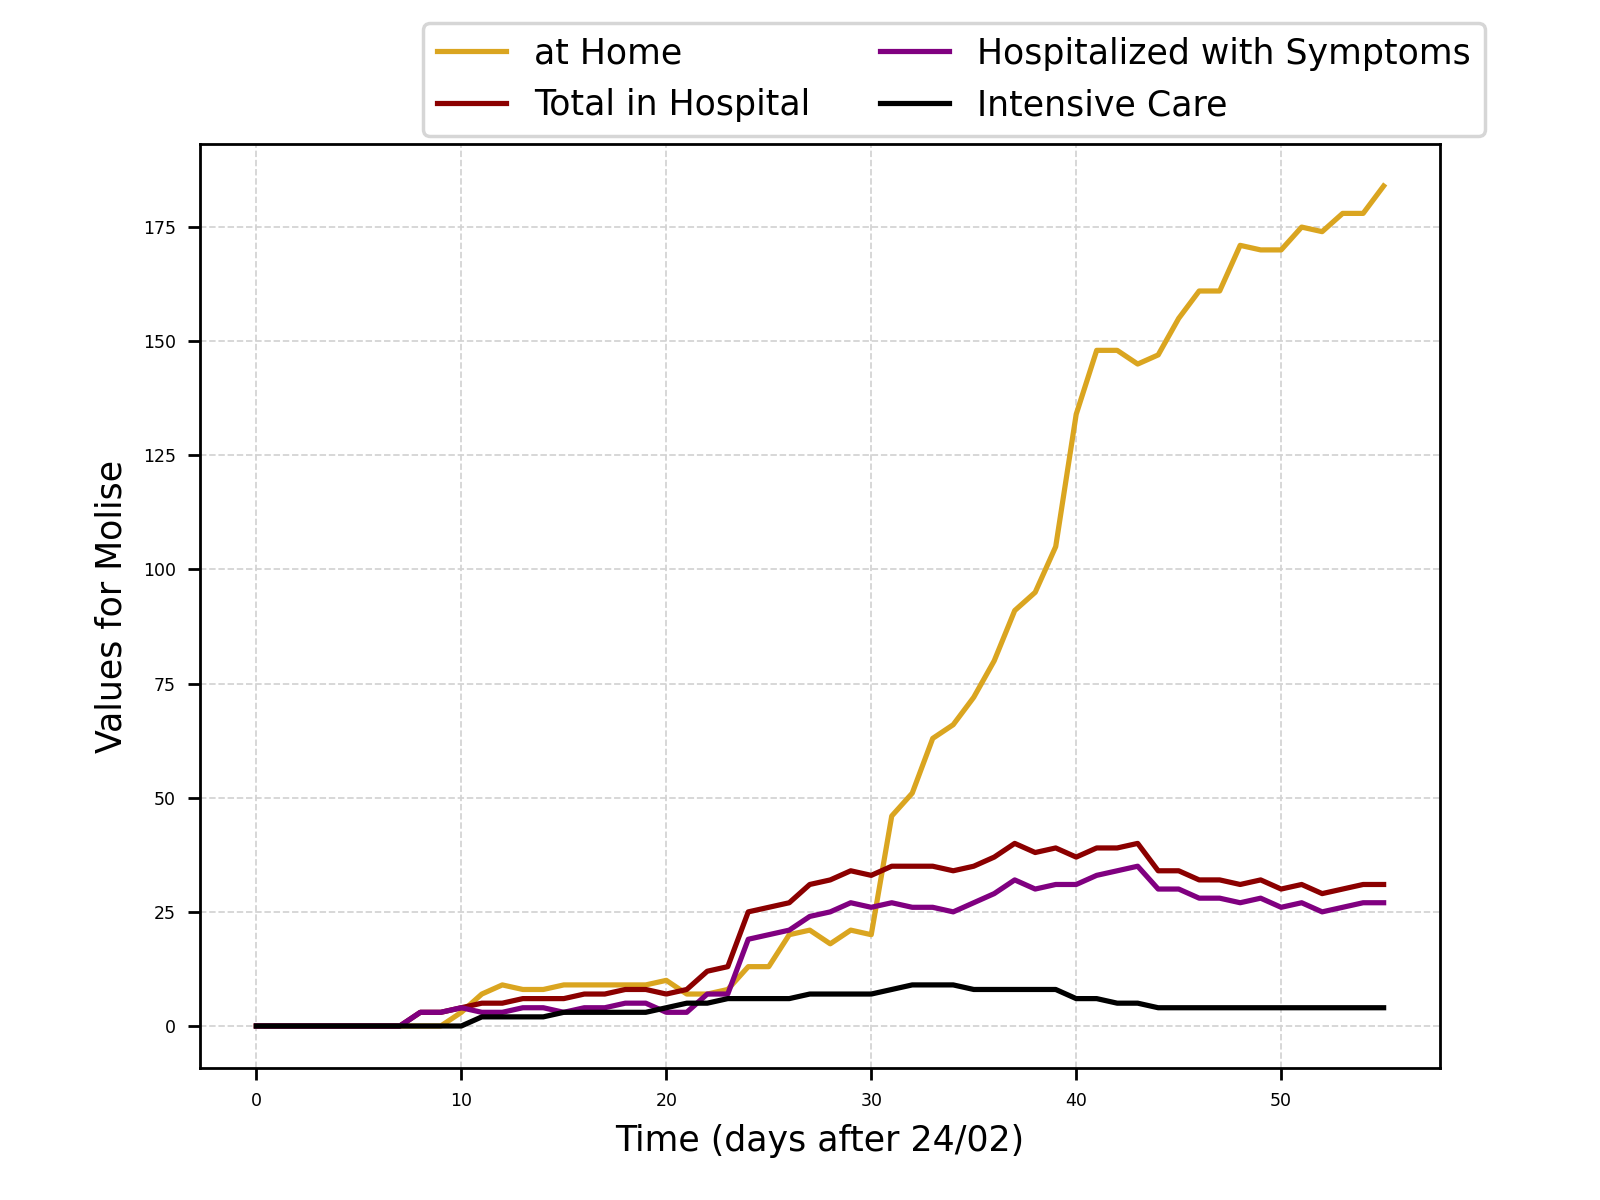 at Home
Total in Hospital
Hospitalized with Symptoms
Intensive Care
Values for Molise
175
150
125
100
75
50
25
0
0 10 20 30 40 50
Time (days after 24/02)